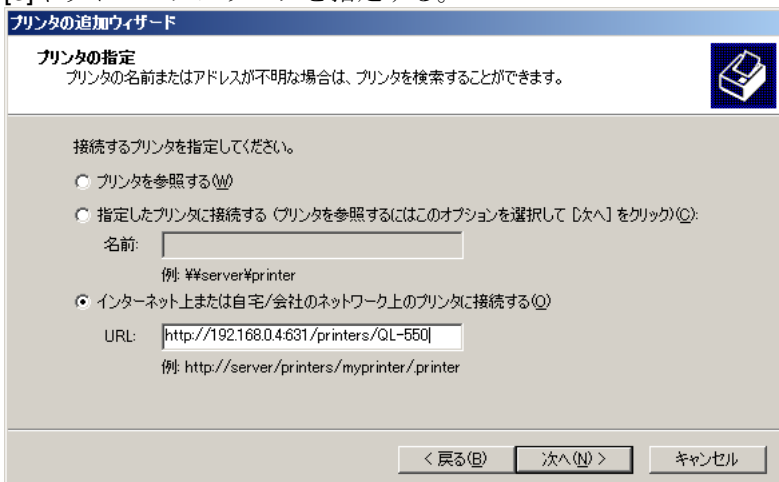 プリンタの追加ウィザード
プリンタの指定
プリンタの名前またはアドレスが不明な場合は、プリンタを検索することができます。
接続するプリンタを指定してください。
プリンタを参照する(W)
指定したプリンタに接続する (プリンタを参照するにはこのオプションを選択して [次へ] をクリック)(C):
名前:
例: ¥¥server¥printer
インターネット上または自宅/会社のネットワーク上のプリンタに接続する(O)
URL: http://192.168.0.4:631/printers/QL-550
例: http://server/printers/myprinter/.printer
< 戻る(B) 次へ(N) > キャンセル